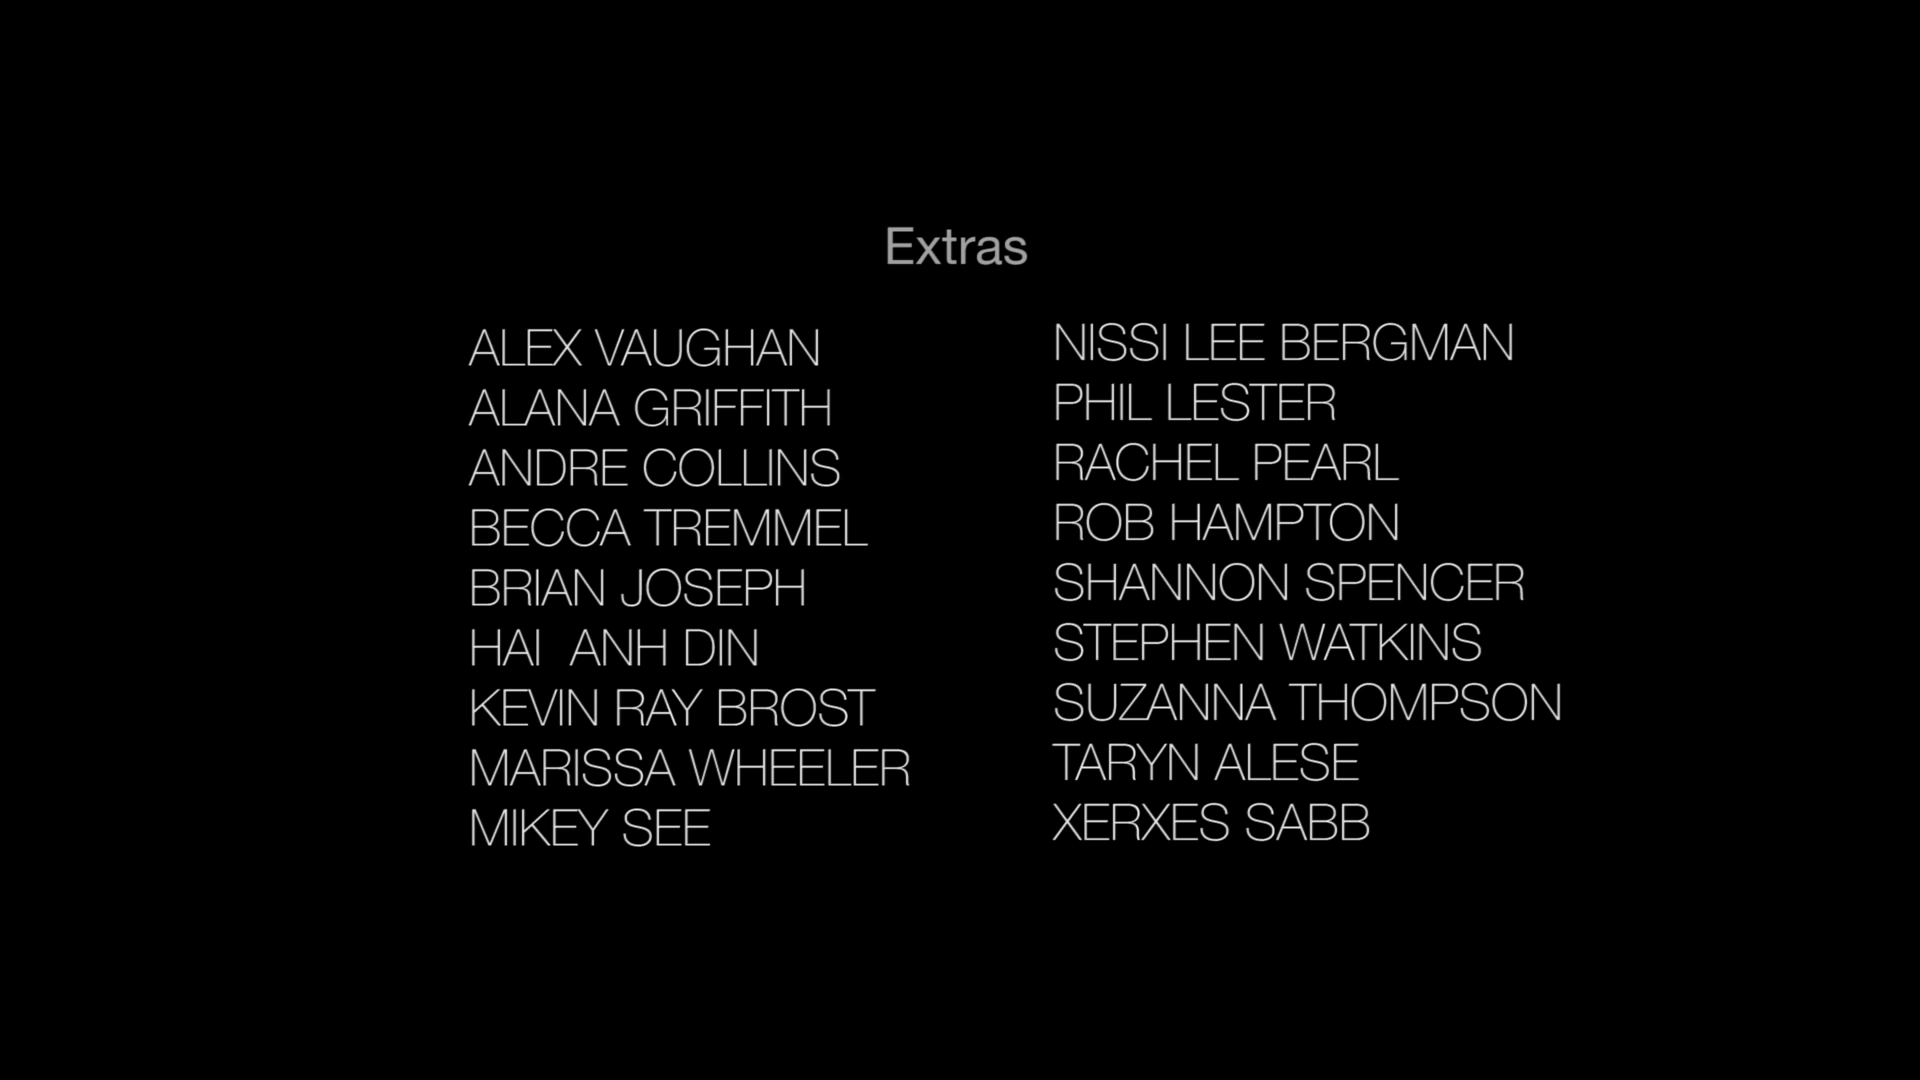 Extras
ALEX VAUGHAN
ALANA GRIFFITH
ANDRE COLLINS
BECCA TREMMEL
BRIAN JOSEPH
HAI  ANH DIN
KEVIN RAY BROST
MARISSA WHEELER
MIKEY SEE
NISSI LEE BERGMAN
PHIL LESTER
RACHEL PEARL
ROB HAMPTON
SHANNON SPENCER
STEPHEN WATKINS
SUZANNA THOMPSON
TARYN ALESE
XERXES SABB